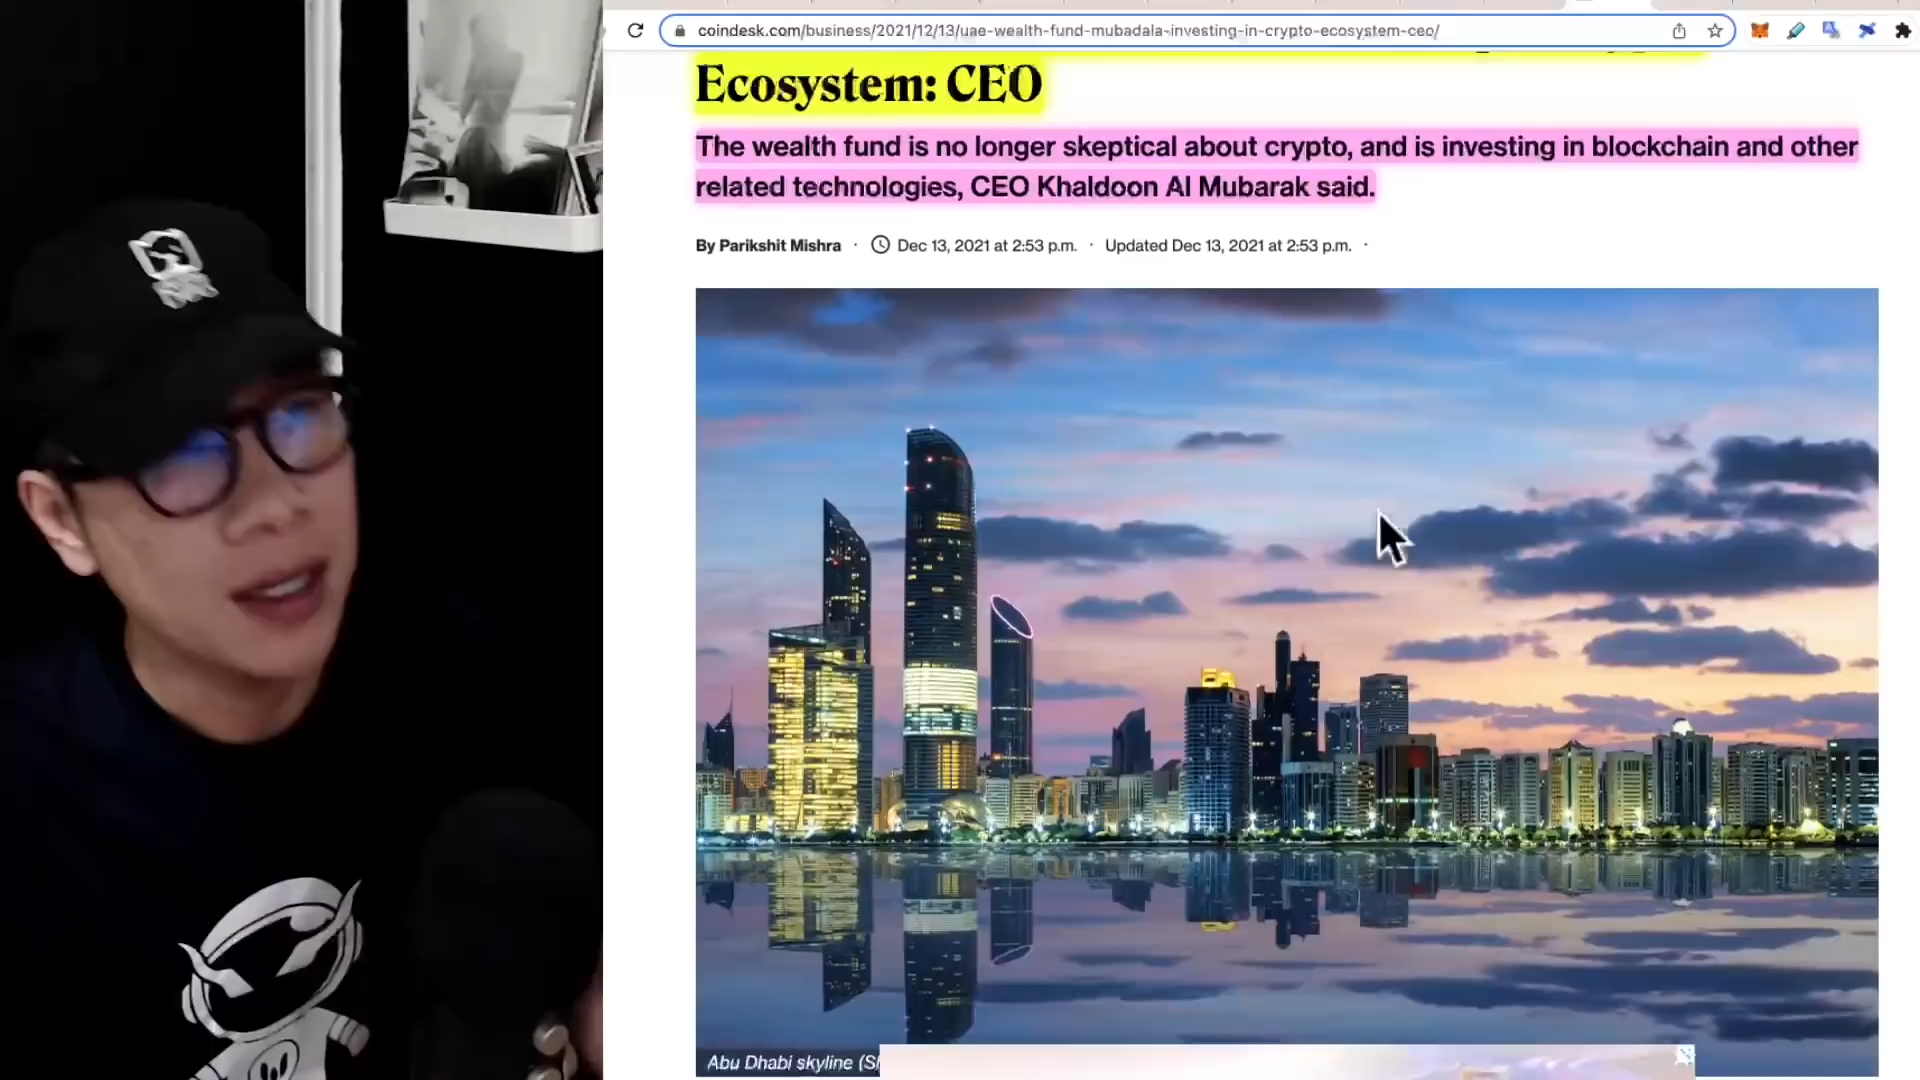 coindesk.com/business/2021/12/13/uae-wealth-fund-mubadala-investing-in-crypto-ecosystem-ceo/
Ecosystem: CEO
The wealth fund is no longer skeptical about crypto, and is investing in blockchain and other
related technologies, CEO Khaldoon Al Mubarak said.
By Parikshit Mishra · Dec 13, 2021 at 2:53 p.m. · Updated Dec 13, 2021 at 2:53 p.m. ·
Abu Dhabi skyline